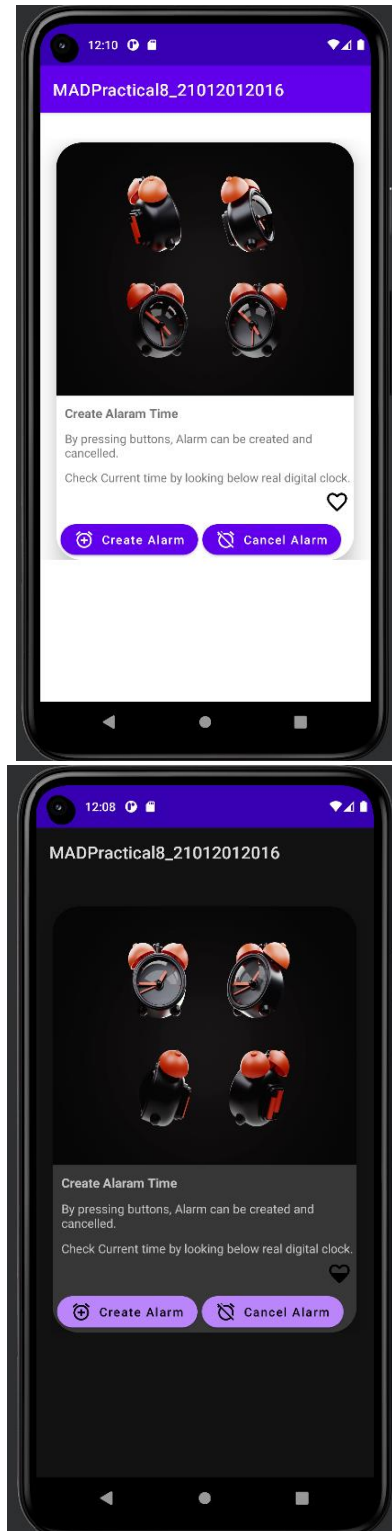 12:10
MADPractical8_21012012016
Create Alaram Time
By pressing buttons, Alarm can be created and
cancelled.
Check Current time by looking below real digital clock.
Create Alarm Cancel Alarm
12:08
MADPractical8_21012012016
Create Alaram Time
By pressing buttons, Alarm can be created and
cancelled.
Check Current time by looking below real digital clock.
Create Alarm Cancel Alarm